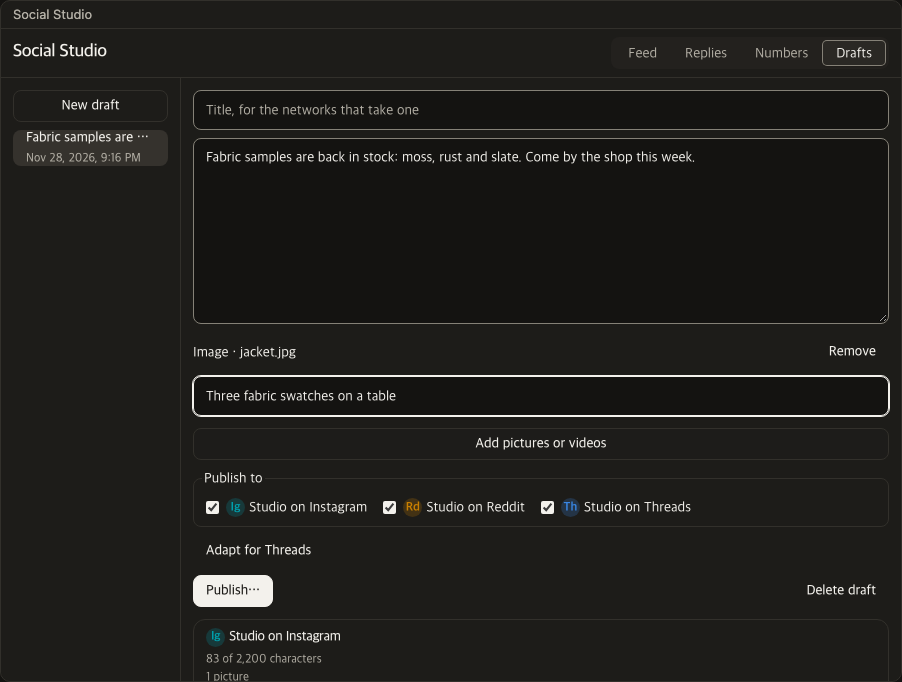 Social Studio
Social Studio
Feed
Replies
Numbers
Drafts
New draft
Fabric samples are ···
Nov 28, 2026, 9:16 PM
Title, for the networks that take one
Fabric samples are back in stock: moss, rust and slate. Come by the shop this week.
Image · jacket.jpg
Remove
Three fabric swatches on a table
Add pictures or videos
Publish to
Ig Studio on Instagram
Rd Studio on Reddit
Th Studio on Threads
Adapt for Threads
Publish···
Delete draft
Ig Studio on Instagram
83 of 2,200 characters
1 picture